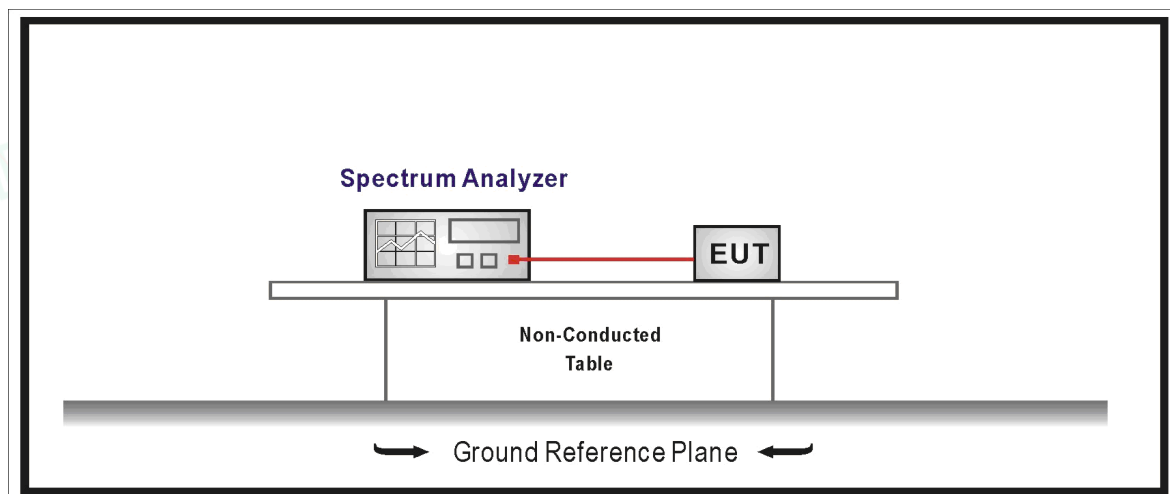 Spectrum Analyzer
EUT
Non-Conducted
Table
Ground Reference Plane